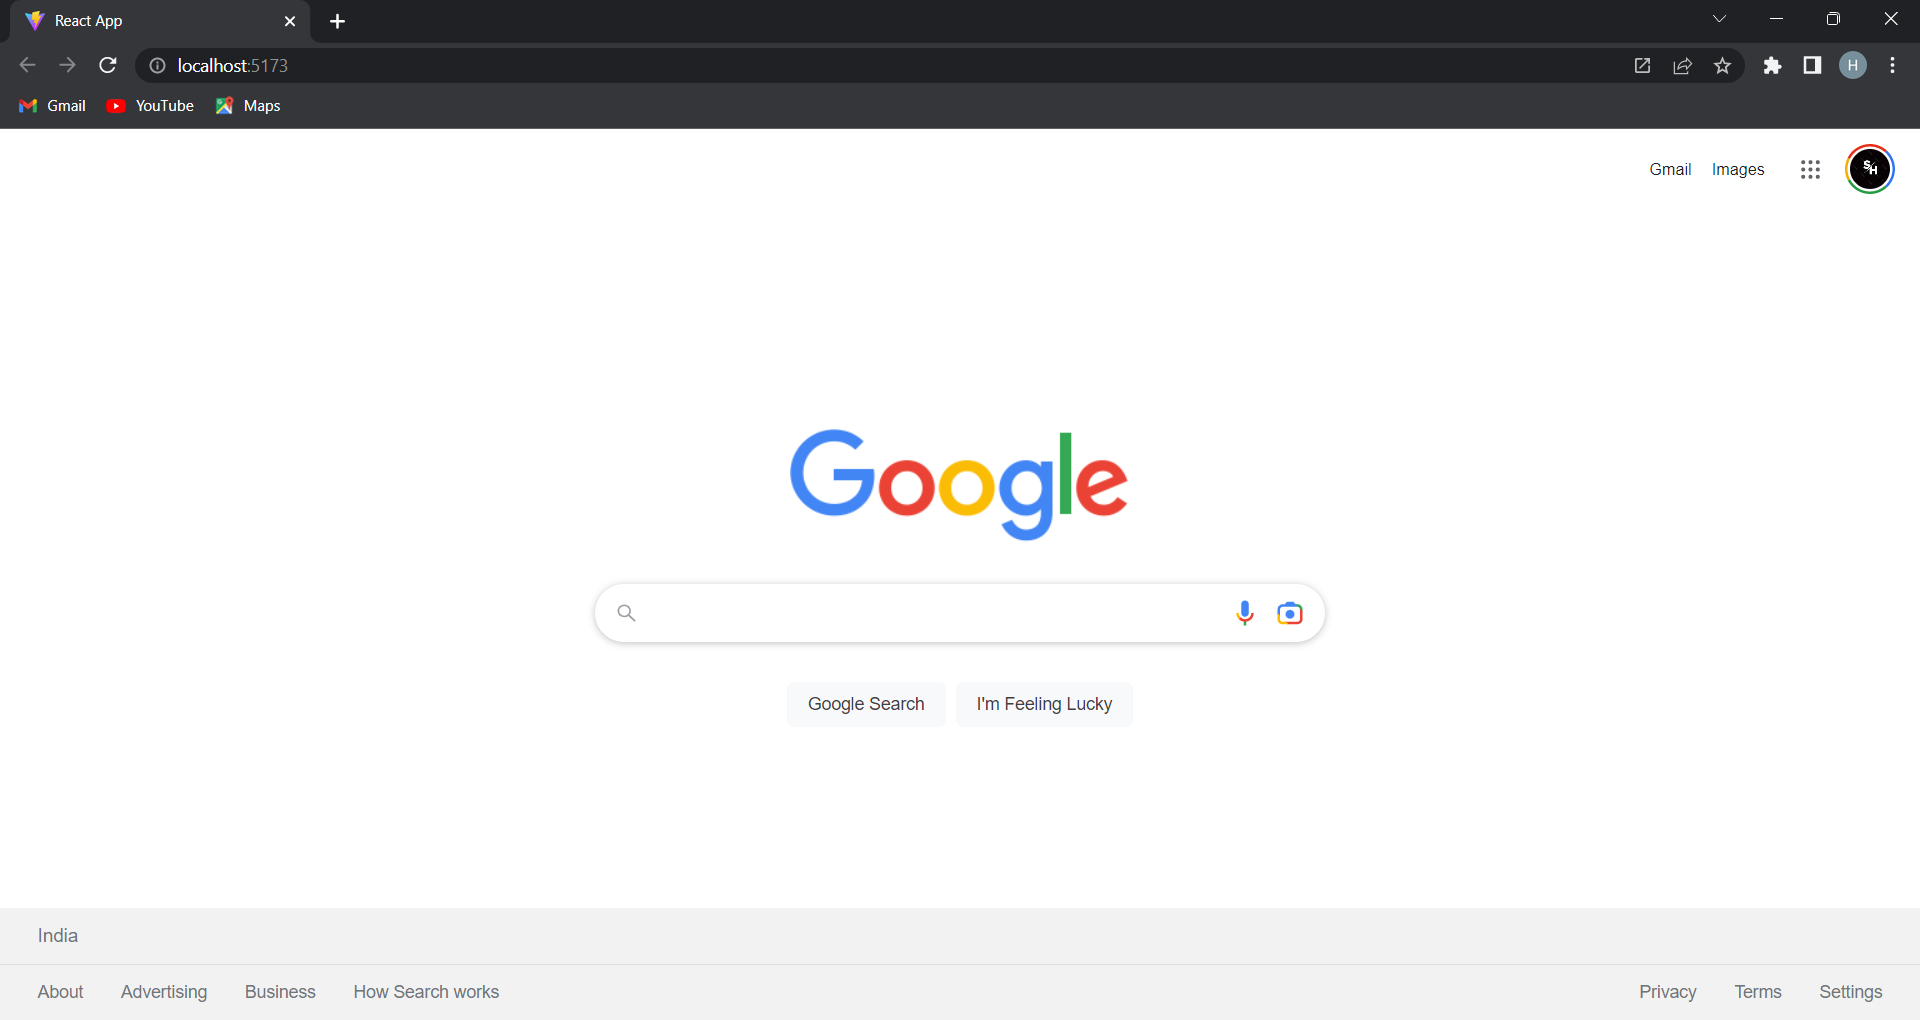 React App
localhost:5173
H
Gmail YouTube Maps
Gmail Images
SH
Google
Google Search I'm Feeling Lucky
India
About Advertising Business How Search works Privacy Terms Settings